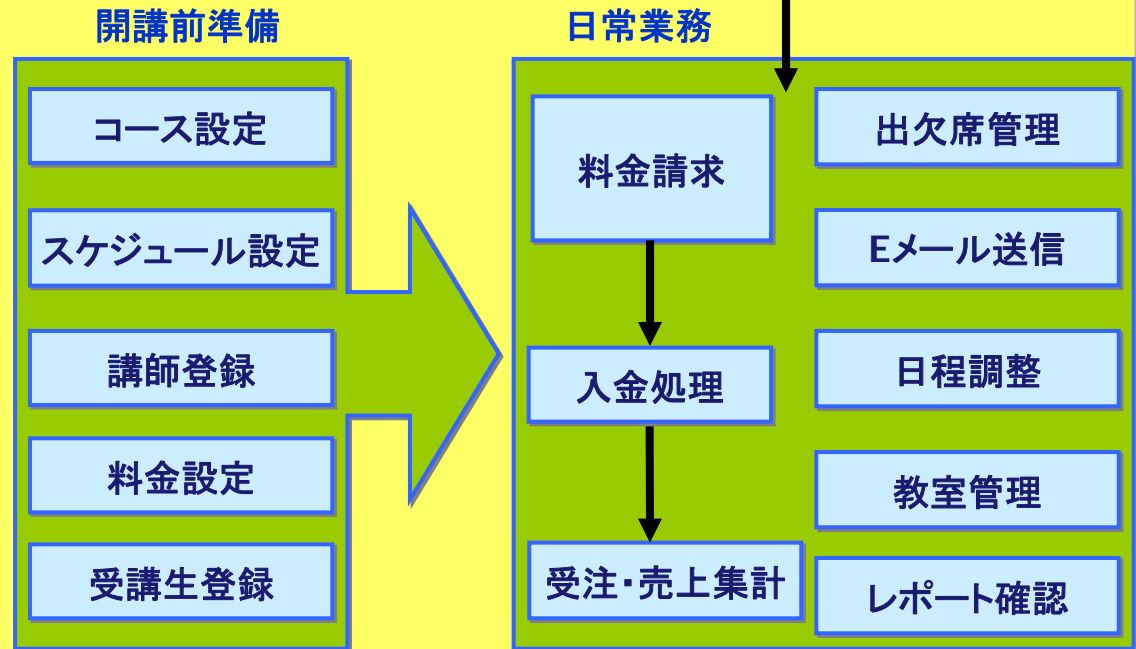 開講前準備
コース設定
スケジュール設定
講師登録
料金設定
受講生登録
日常業務
料金請求
入金処理
受注・売上集計
出欠席管理
Eメール送信
日程調整
教室管理
レポート確認